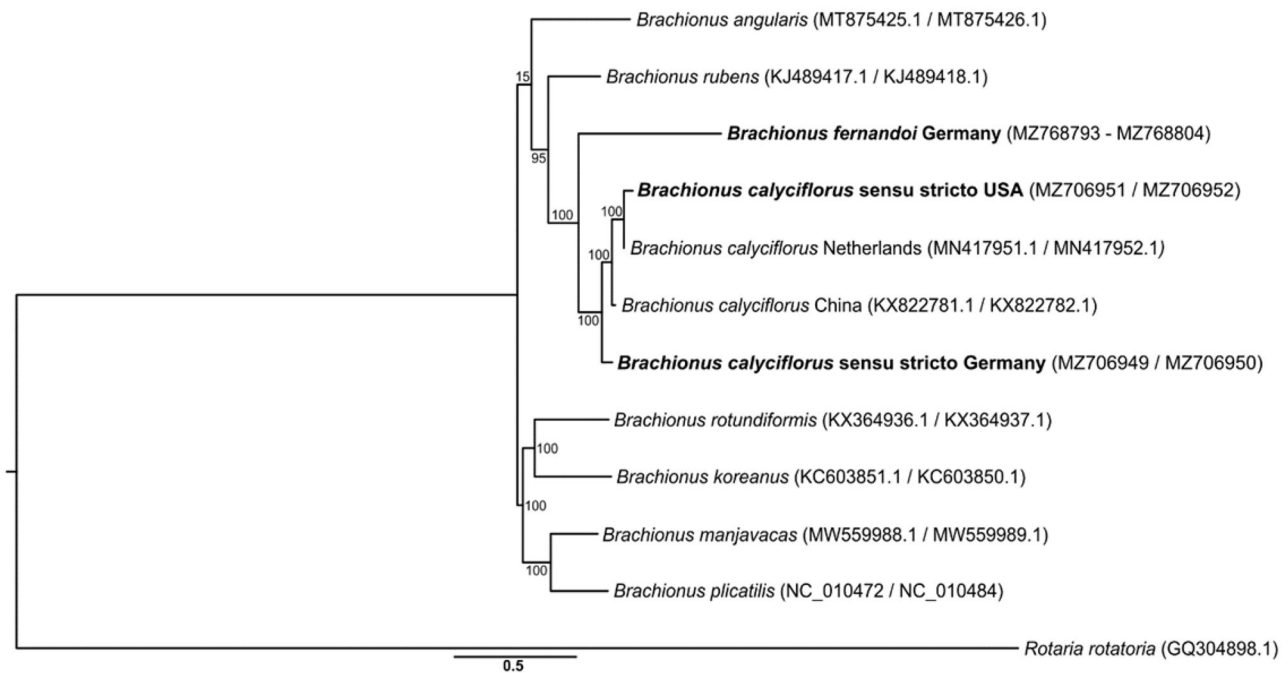 Brachionus angularis (MT875425.1 / MT875426.1)
15
Brachionus rubens (KJ489417.1 / KJ489418.1)
95
Brachionus fernandoi Germany (MZ768793 - MZ768804)
100
Brachionus calyciflorus sensu stricto USA (MZ706951 / MZ706952)
100
Brachionus calyciflorus Netherlands (MN417951.1 / MN417952.1)
100
Brachionus calyciflorus China (KX822781.1 / KX822782.1)
100
Brachionus calyciflorus sensu stricto Germany (MZ706949 / MZ706950)
Brachionus rotundiformis (KX364936.1 / KX364937.1)
100
Brachionus koreanus (KC603851.1 / KC603850.1)
100
Brachionus manjavacas (MW559988.1 / MW559989.1)
100
Brachionus plicatilis (NC_010472 / NC_010484)
Rotaria rotatoria (GQ304898.1)
0.5